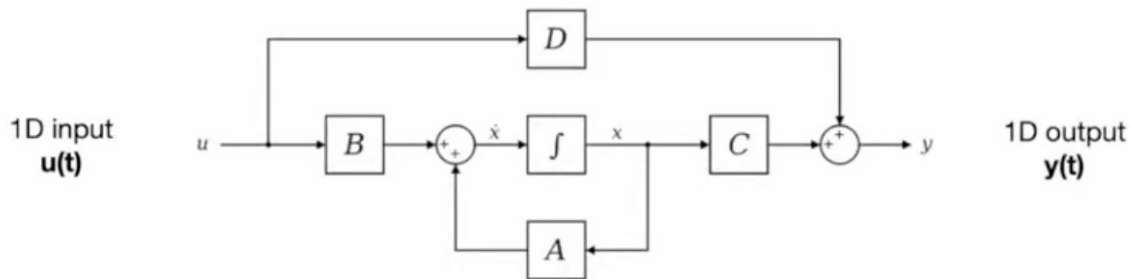 D
1D input
u(t)
u
B
+
+
ẋ
∫
x
C
+
+
y
1D output
y(t)
A